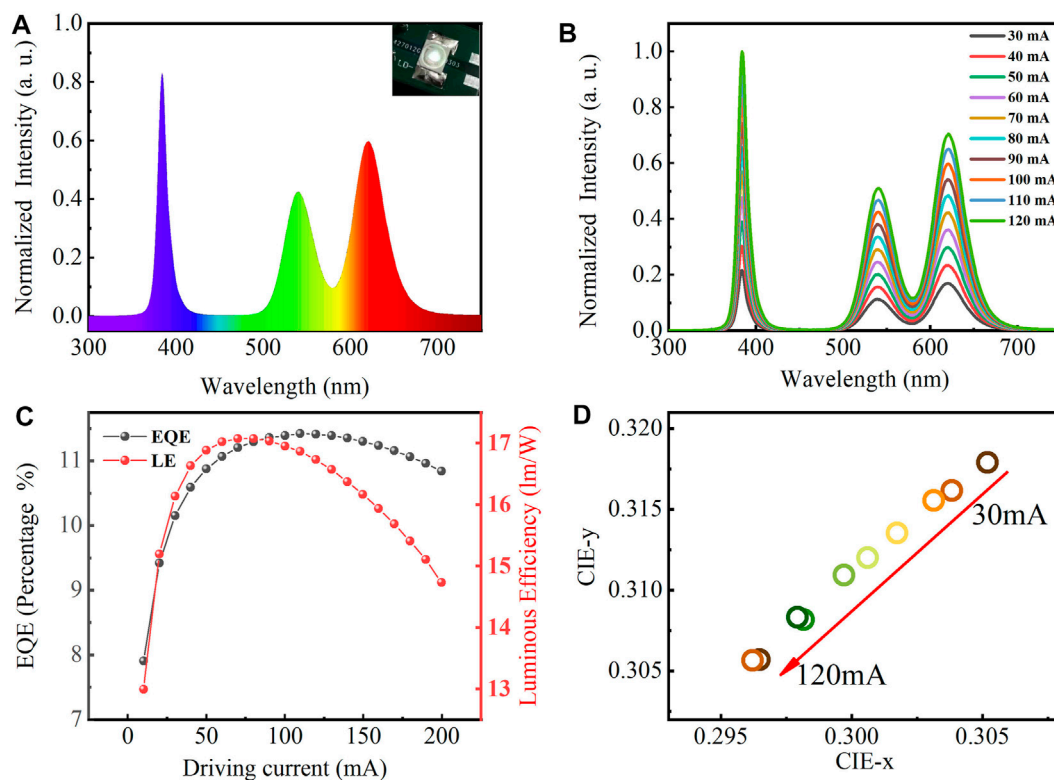 A
1.0
0.8
0.6
0.4
0.2
0.0
300 400 500 600 700
Normalized Intensity (a. u.)
Wavelength (nm)
B
1.0
0.8
0.6
0.4
0.2
0.0
300 400 500 600 700
Normalized Intensity (a. u.)
Wavelength (nm)
30 mA
40 mA
50 mA
60 mA
70 mA
80 mA
90 mA
100 mA
110 mA
120 mA
C
EQE
LE
11
10
9
8
7
17
16
15
14
13
0 50 100 150 200
EQE (Percentage %)
Luminous Efficiency (lm/W)
Driving current (mA)
D
0.320
0.315
0.310
0.305
0.295 0.300 0.305
CIE-y
CIE-x
30mA
120mA